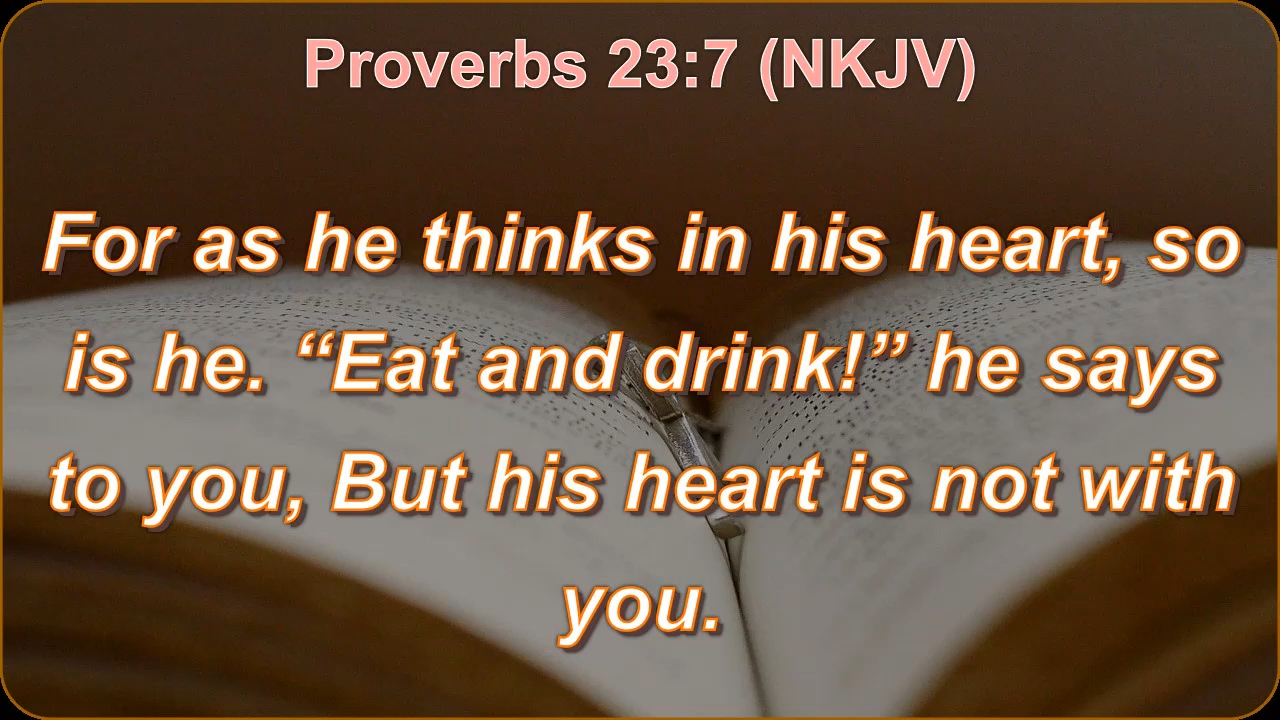 Proverbs 23:7 (NKJV)
For as he thinks in his heart, so
is he. “Eat and drink!” he says
to you, But his heart is not with
you.